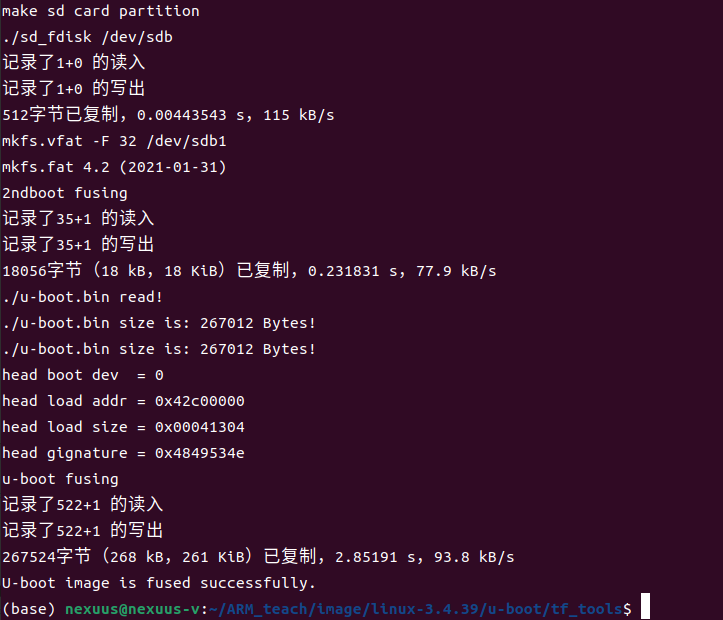 make sd card partition
./sd_fdisk /dev/sdb
记录了1+0 的读入
记录了1+0 的写出
512字节已复制，0.00443543 s，115 kB/s
mkfs.vfat -F 32 /dev/sdb1
mkfs.fat 4.2 (2021-01-31)
2ndboot fusing
记录了35+1 的读入
记录了35+1 的写出
18056字节（18 kB，18 KiB）已复制，0.231831 s，77.9 kB/s
./u-boot.bin read!
./u-boot.bin size is: 267012 Bytes!
./u-boot.bin size is: 267012 Bytes!
head boot dev  = 0
head load addr = 0x42c00000
head load size = 0x00041304
head gignature = 0x4849534e
u-boot fusing
记录了522+1 的读入
记录了522+1 的写出
267524字节（268 kB，261 KiB）已复制，2.85191 s，93.8 kB/s
U-boot image is fused successfully.
(base) nexuus@nexuus-v:~/ARM_teach/image/linux-3.4.39/u-boot/tf_tools$